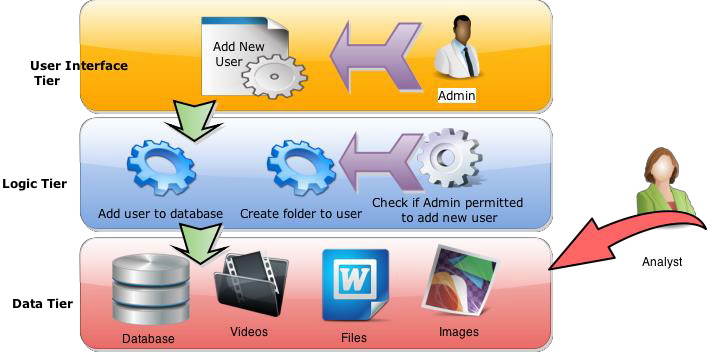 User Interface
Tier
Add New
User
Admin
Logic Tier
Add user to database
Create folder to user
Check if Admin permitted
to add new user
Analyst
Data Tier
Database
Videos
W
Files
Images